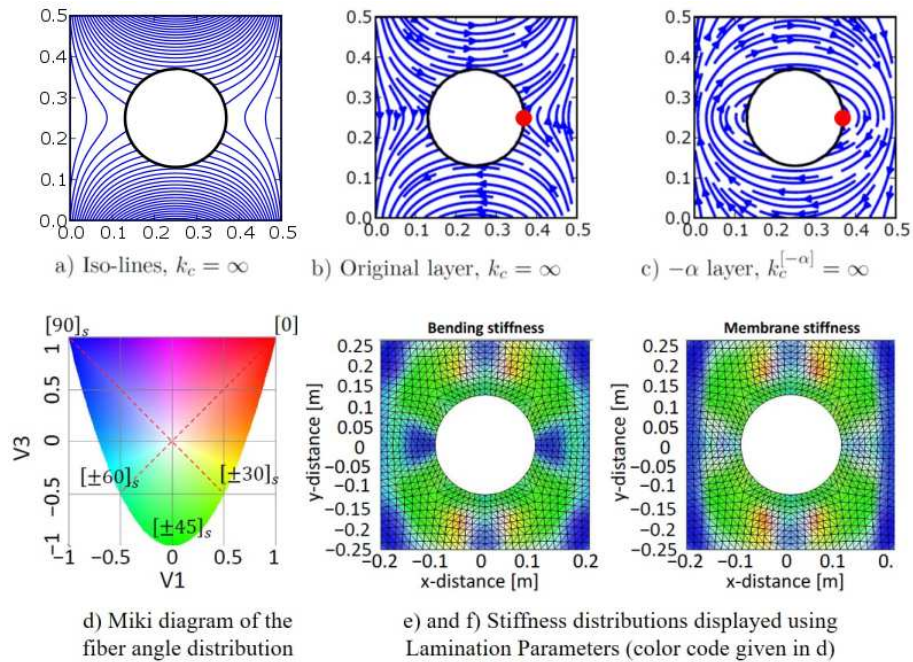 0.5 0.5 0.5
0.4 0.4 0.4
0.3 0.3 0.3
0.2 0.2 0.2
0.1 0.1 0.1
0.0 0.0 0.0
0.0 0.1 0.2 0.3 0.4 0.5 0.0 0.1 0.2 0.3 0.4 0.5 0.0 0.1 0.2 0.3 0.4 0.5
a) Iso-lines, k_c = ∞ b) Original layer, k_c = ∞ c) −α layer, k_c^{[−α]} = ∞
[90]_s [0]
1
0.5
0
−0.5
−1
V3
[±60]_s [±30]_s
[±45]_s
−1 −0.5 0 0.5 1
V1
Bending stiffness
0.25
0.2
0.15
0.1
0.05
0
−0.05
−0.1
−0.15
−0.2
−0.25
y-distance [m]
−0.2 −0.1 0 0.1 0.2
x-distance [m]
Membrane stiffness
0.25
0.2
0.15
0.1
0.05
0
−0.05
−0.1
−0.15
−0.2
−0.25
y-distance [m]
−0.2 −0.1 0 0.1 0.
x-distance [m]
d) Miki diagram of the
fiber angle distribution
e) and f) Stiffness distributions displayed using
Lamination Parameters (color code given in d)